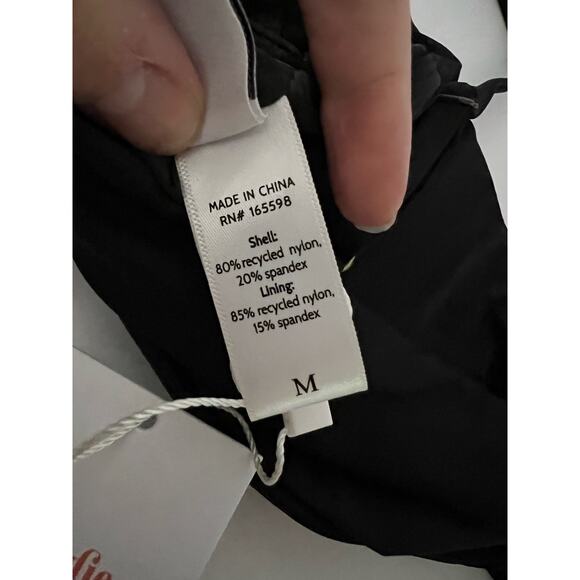 MADE IN CHINA
RN# 165598
Shell:
80% recycled nylon,
20% spandex
Lining:
85% recycled nylon,
15% spandex
M